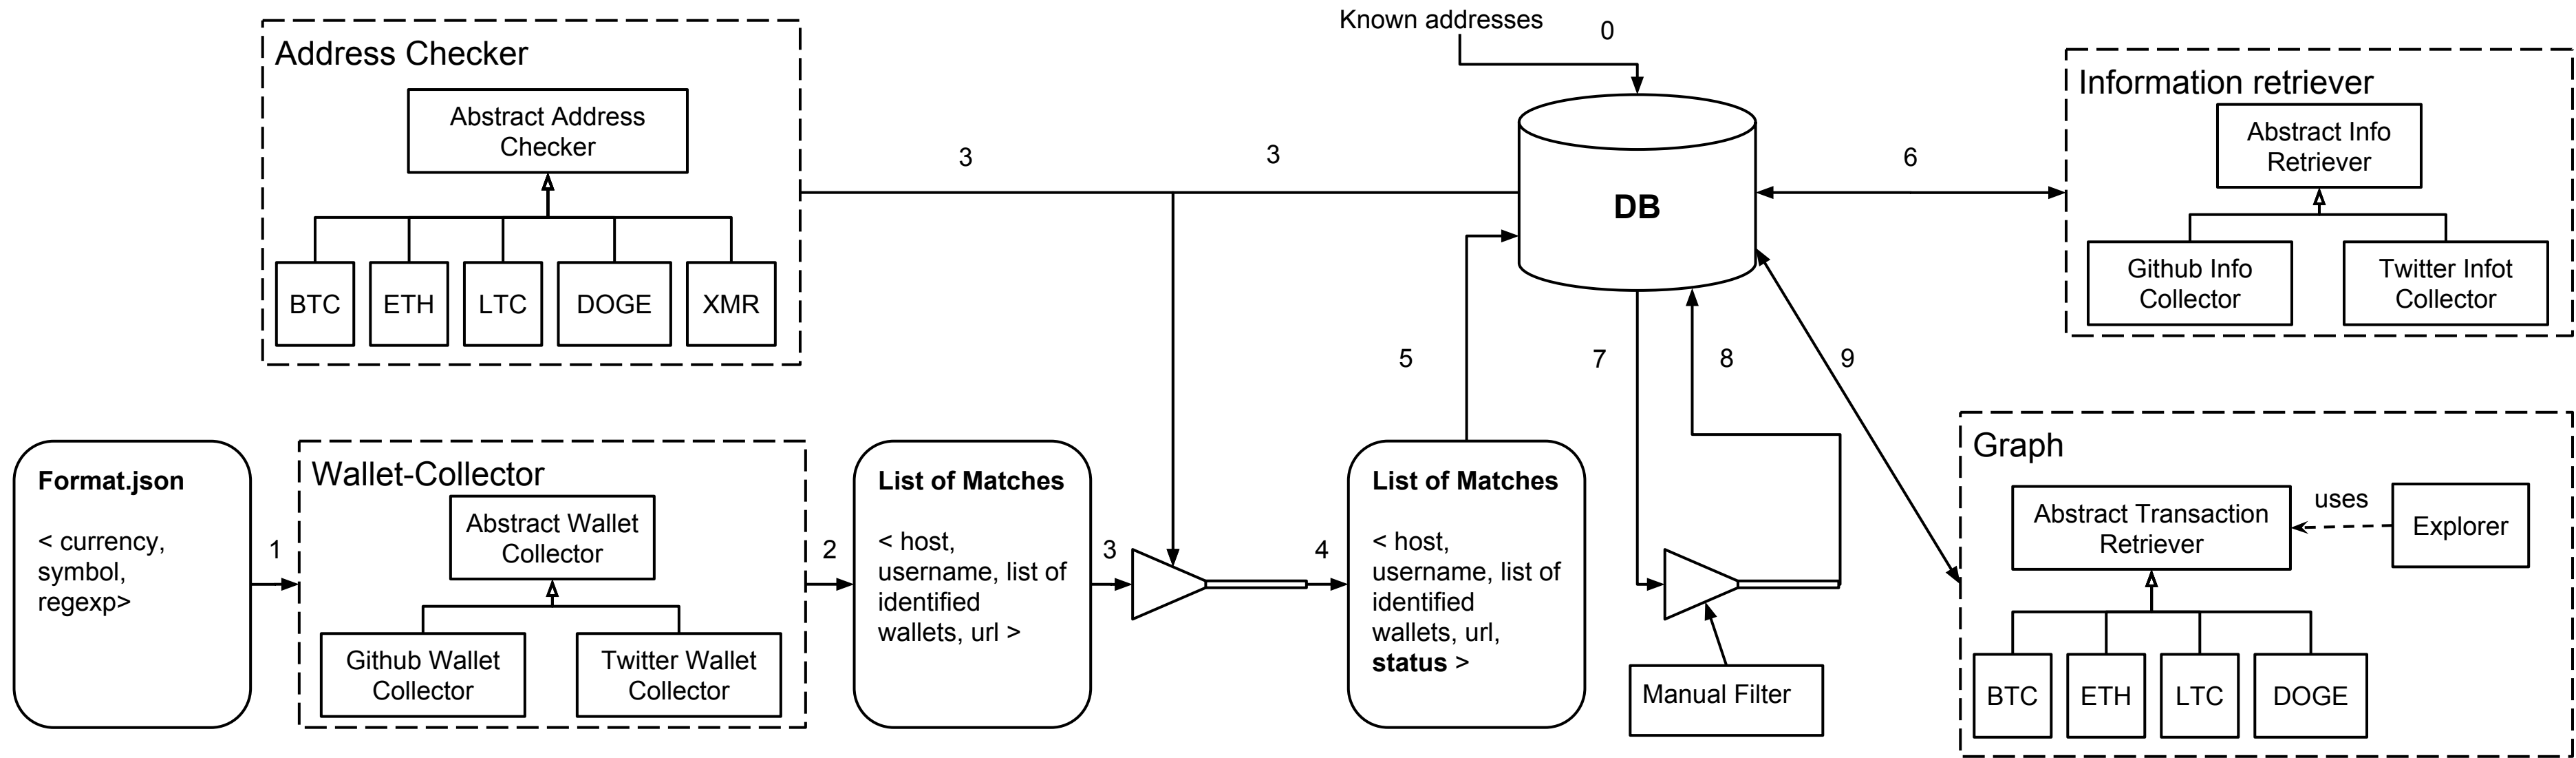 Known addresses
0
Address Checker
Abstract Address
Checker
BTC
ETH
LTC
DOGE
XMR
3
3
DB
6
Information retriever
Abstract Info
Retriever
Github Info
Collector
Twitter Infot
Collector
5
7
8
9
Format.json
< currency,
symbol,
regexp>
1
Wallet-Collector
Abstract Wallet
Collector
Github Wallet
Collector
Twitter Wallet
Collector
2
List of Matches
< host,
username, list of
identified
wallets, url >
3
4
List of Matches
< host,
username, list of
identified
wallets, url,
status >
Manual Filter
Graph
Abstract Transaction
Retriever
uses
Explorer
BTC
ETH
LTC
DOGE